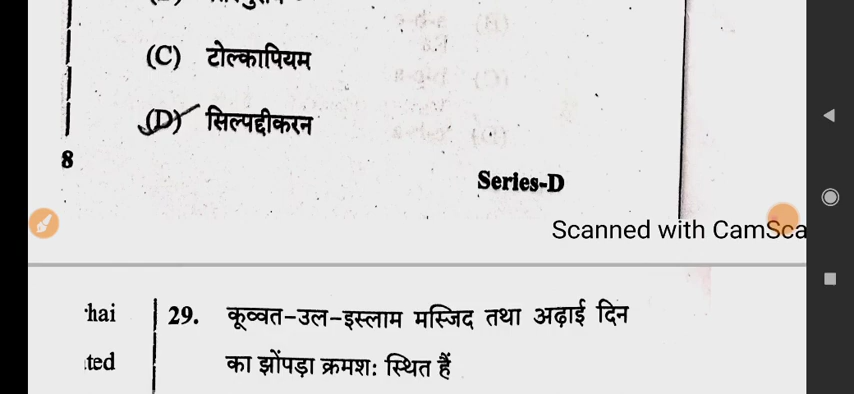 (C) टोल्कापियम
(D) सिल्पद्दीकरन
8
Series-D
Scanned with CamSca
29. कूव्वत-उल-इस्लाम मस्जिद तथा अढ़ाई दिन
का झोंपड़ा क्रमश: स्थित हैं
hai
ted